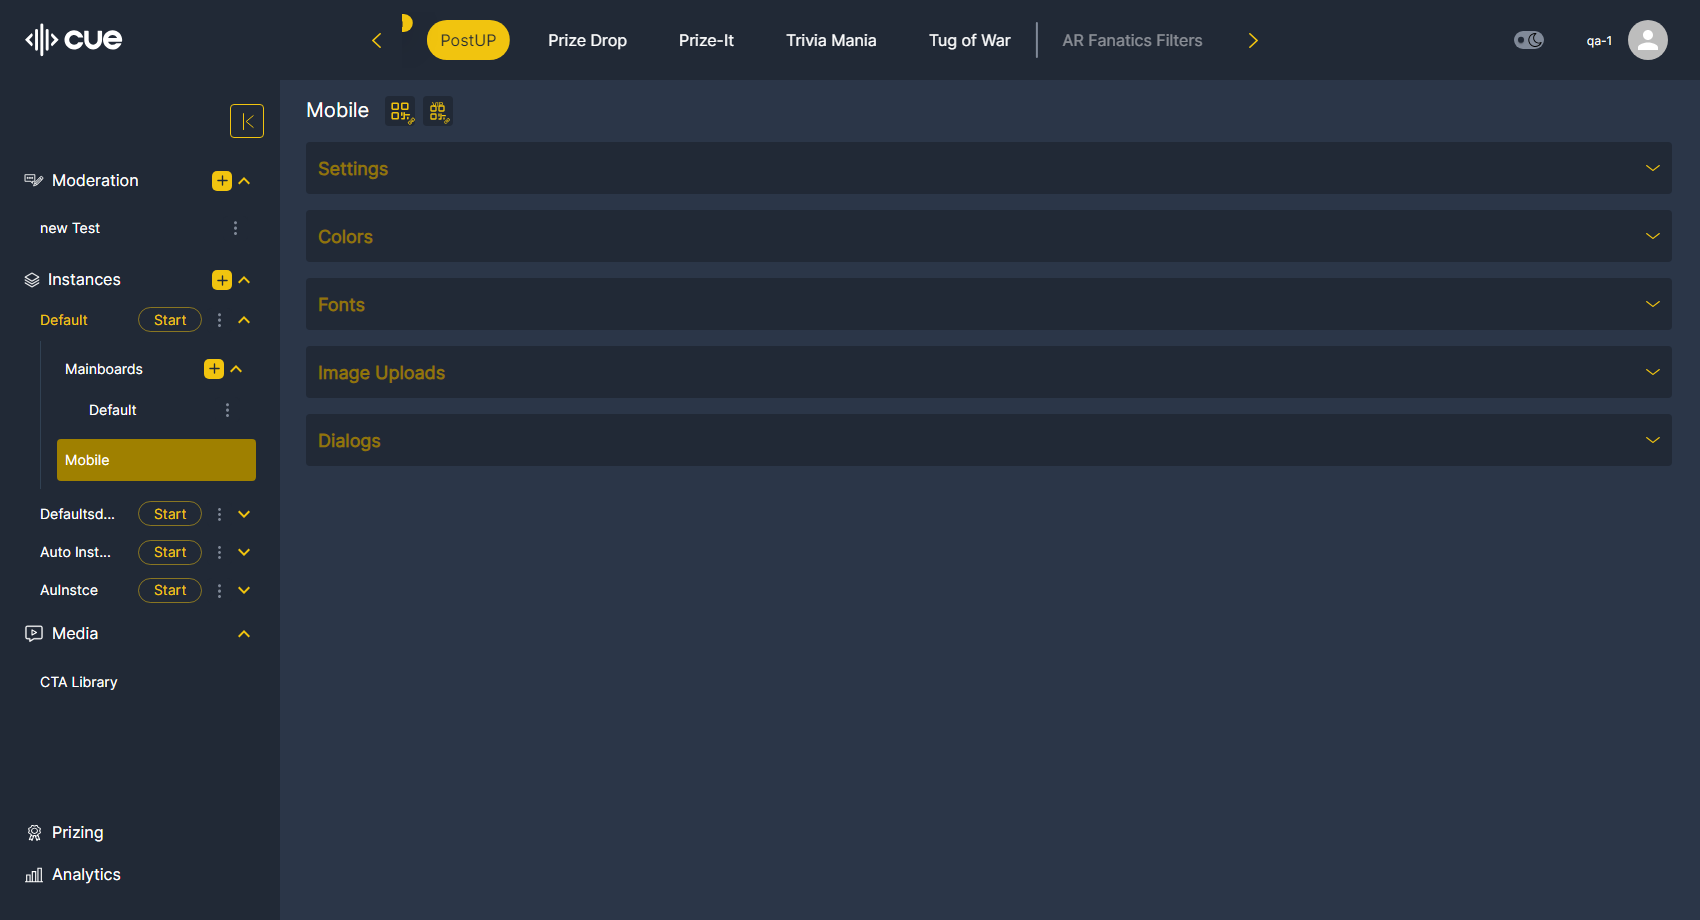 cue
PostUP
Prize Drop
Prize-It
Trivia Mania
Tug of War
AR Fanatics Filters
qa-1
Mobile
Moderation
new Test
Instances
Default
Start
Mainboards
Default
Mobile
Defaultsd...
Start
Auto Inst...
Start
AuInstce
Start
Media
CTA Library
Prizing
Analytics
Settings
Colors
Fonts
Image Uploads
Dialogs